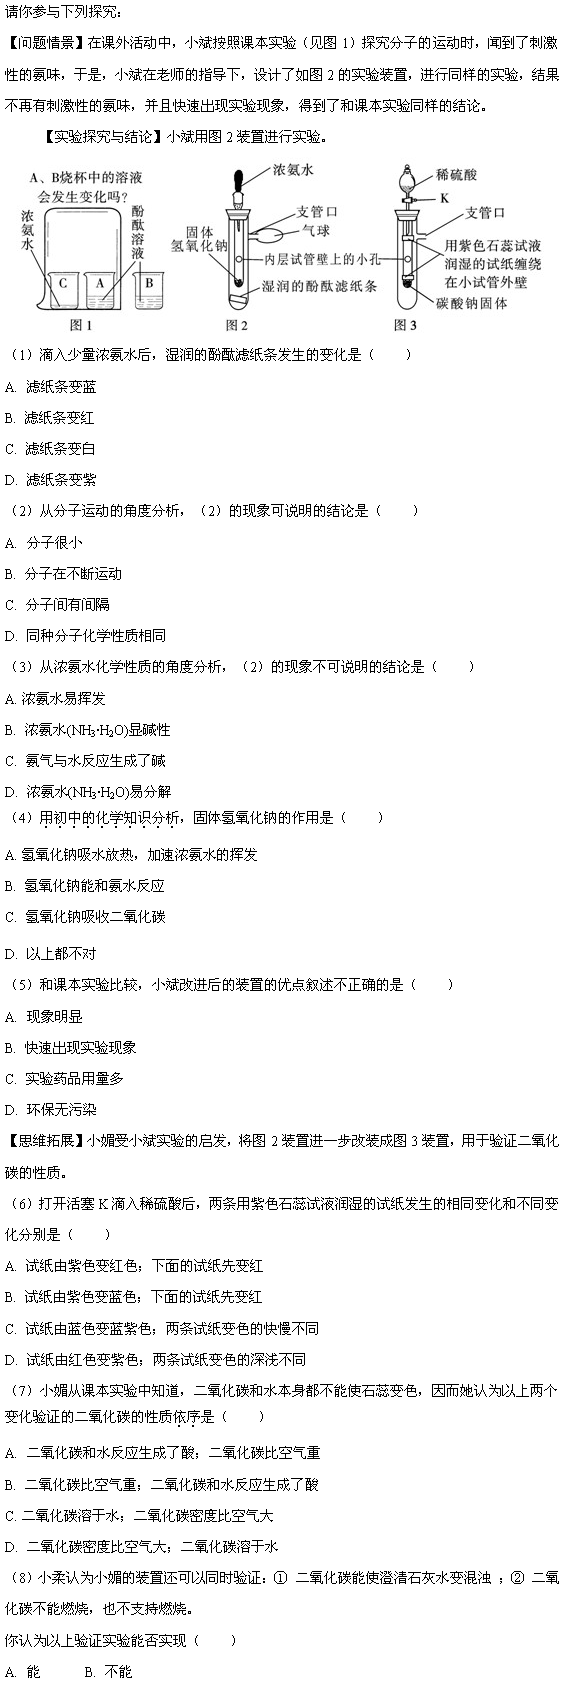 请你参与下列探究：
【问题情景】在课外活动中，小斌按照课本实验（见图 1）探究分子的运动时，闻到了刺激
性的氨味，于是，小斌在老师的指导下，设计了如图 2 的实验装置，进行同样的实验，结果
不再有刺激性的氨味，并且快速出现实验现象，得到了和课本实验同样的结论。
【实验探究与结论】小斌用图 2 装置进行实验。
A、B烧杯中的溶液
会发生变化吗?
浓氨水
酚酞溶液
C
A
B
图 1
浓氨水
支管口
气球
固体
氢氧化钠
内层试管壁上的小孔
湿润的酚酞滤纸条
图 2
稀硫酸
K
支管口
用紫色石蕊试液
润湿的试纸缠绕
在小试管外壁
碳酸钠固体
图 3
（1）滴入少量浓氨水后，湿润的酚酞滤纸条发生的变化是（　　）
A. 滤纸条变蓝
B. 滤纸条变红
C. 滤纸条变白
D. 滤纸条变紫
（2）从分子运动的角度分析，（2）的现象可说明的结论是（　　）
A. 分子很小
B. 分子在不断运动
C. 分子间有间隔
D. 同种分子化学性质相同
（3）从浓氨水化学性质的角度分析，（2）的现象不可说明的结论是（　　）
A. 浓氨水易挥发
B. 浓氨水(NH₃·H₂O)显碱性
C. 氨气与水反应生成了碱
D. 浓氨水(NH₃·H₂O)易分解
（4）用初中的化学知识分析，固体氢氧化钠的作用是（　　）
A. 氢氧化钠吸水放热，加速浓氨水的挥发
B. 氢氧化钠能和氨水反应
C. 氢氧化钠吸收二氧化碳
D. 以上都不对
（5）和课本实验比较，小斌改进后的装置的优点叙述不正确的是（　　）
A. 现象明显
B. 快速出现实验现象
C. 实验药品用量多
D. 环保无污染
【思维拓展】小媚受小斌实验的启发，将图 2 装置进一步改装成图 3 装置，用于验证二氧化
碳的性质。
（6）打开活塞 K 滴入稀硫酸后，两条用紫色石蕊试液润湿的试纸发生的相同变化和不同变
化分别是（　　）
A. 试纸由紫色变红色；下面的试纸先变红
B. 试纸由紫色变蓝色；下面的试纸先变红
C. 试纸由蓝色变蓝紫色；两条试纸变色的快慢不同
D. 试纸由红色变紫色；两条试纸变色的深浅不同
（7）小媚从课本实验中知道，二氧化碳和水本身都不能使石蕊变色，因而她认为以上两个
变化验证的二氧化碳的性质依序是（　　）
A. 二氧化碳和水反应生成了酸；二氧化碳比空气重
B. 二氧化碳比空气重；二氧化碳和水反应生成了酸
C. 二氧化碳溶于水；二氧化碳密度比空气大
D. 二氧化碳密度比空气大；二氧化碳溶于水
（8）小柔认为小媚的装置还可以同时验证：① 二氧化碳能使澄清石灰水变混浊 ；② 二氧
化碳不能燃烧，也不支持燃烧。
你认为以上验证实验能否实现（　　）
A. 能　　B. 不能